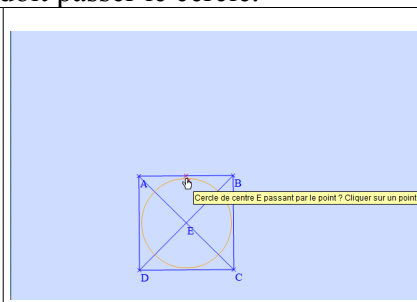 doit passer le cercle.
A
B
Cercle de centre E passant par le point ? Cliquer sur un point
E
D
C